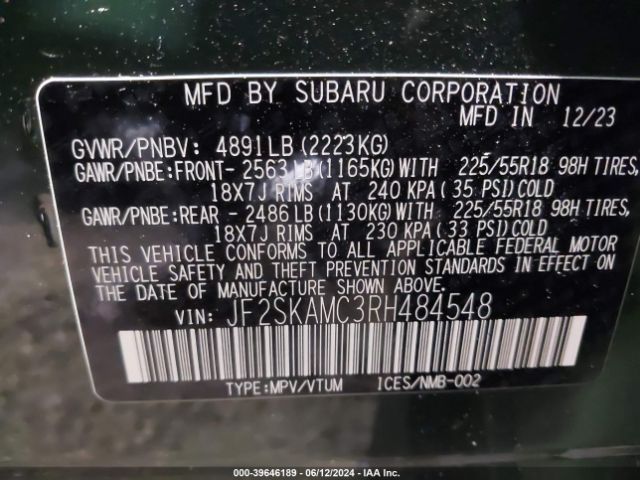 MFD BY SUBARU CORPORATION
MFD IN 12/23
GVWR/PNBV: 4891LB (2223KG)
GAWR/PNBE:FRONT- 2563LB(1165KG)WITH 225/55R18 98H TIRES,
18X7J RIMS AT 240 KPA (35 PSI)COLD
GAWR/PNBE:REAR - 2486LB(1130KG)WITH 225/55R18 98H TIRES,
18X7J RIMS AT 230 KPA (33 PSI)COLD
THIS VEHICLE CONFORMS TO ALL APPLICABLE FEDERAL MOTOR
VEHICLE SAFETY AND THEFT PREVENTION STANDARDS IN EFFECT ON
THE DATE OF MANUFACTURE SHOWN ABOVE.
VIN: JF2SKAMC3RH484548
TYPE:MPV/VTUM ICES/NMB-002
000-39646189 - 06/12/2024 - IAAI.COM